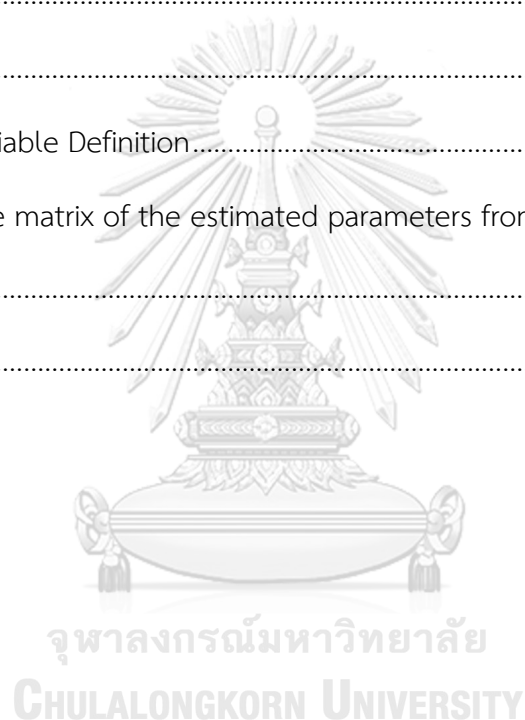 ................................................................
................................................................
iable Definition................................................
e matrix of the estimated parameters fror
................................................................
................................................................
จุฬาลงกรณ์มหาวิทยาลัย
CHULALONGKORN UNIVERSITY